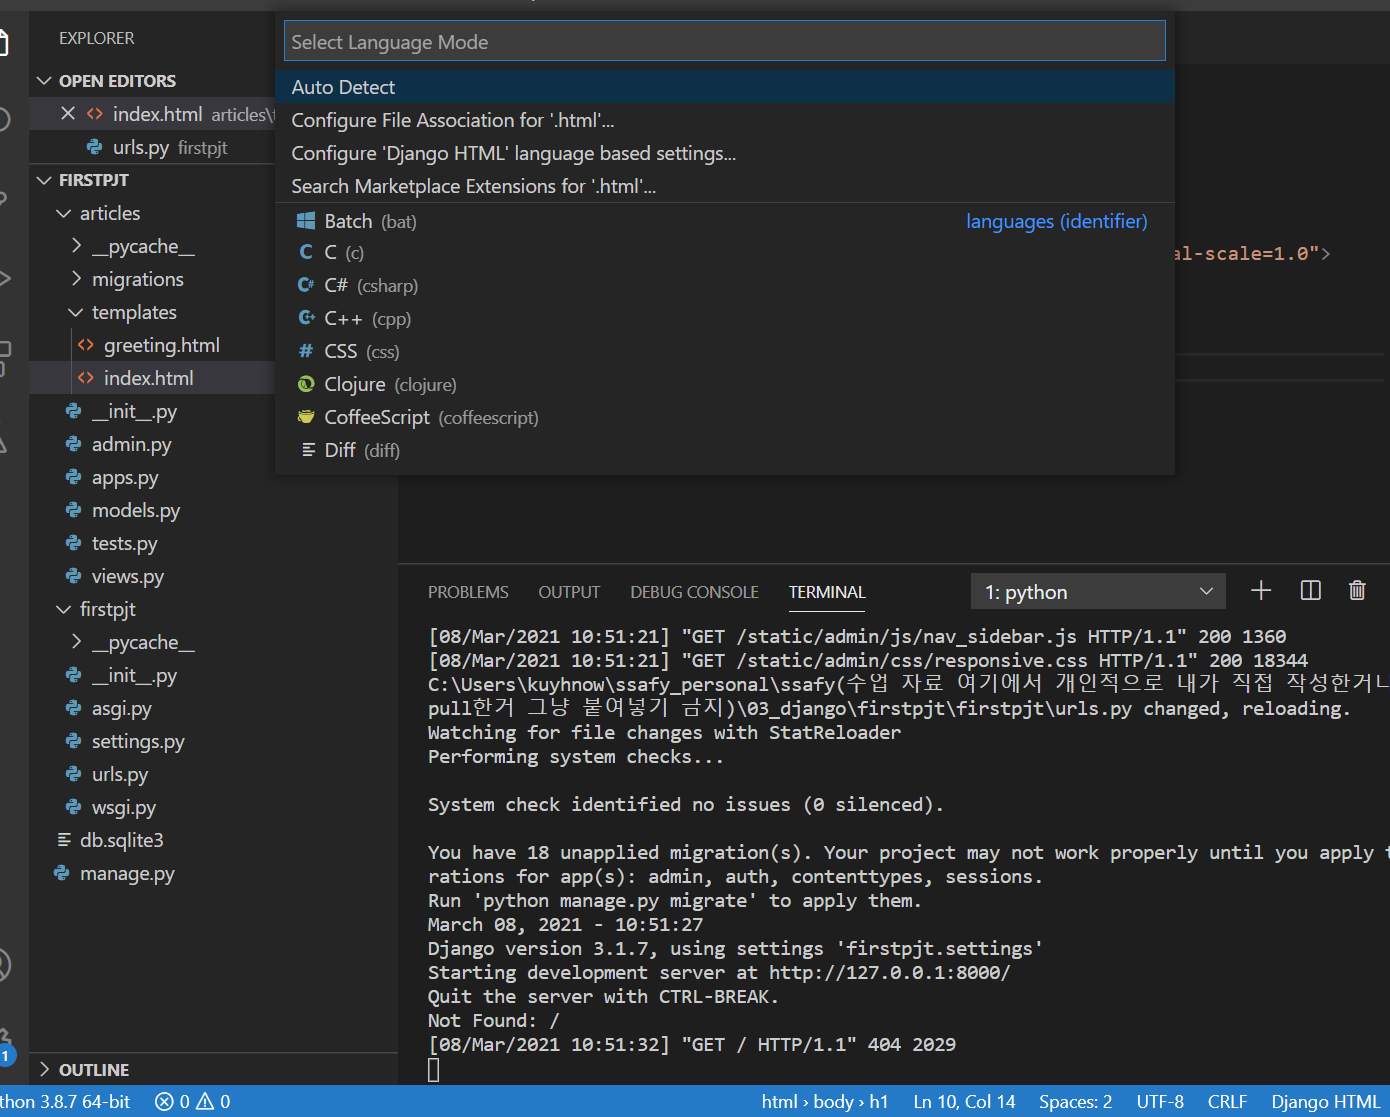 EXPLORER
OPEN EDITORS
index.html articles\
urls.py firstpjt
FIRSTPJT
articles
__pycache__
migrations
templates
greeting.html
index.html
__init__.py
admin.py
apps.py
models.py
tests.py
views.py
firstpjt
__pycache__
__init__.py
asgi.py
settings.py
urls.py
wsgi.py
db.sqlite3
manage.py
OUTLINE
Select Language Mode
Auto Detect
Configure File Association for '.html'...
Configure 'Django HTML' language based settings...
Search Marketplace Extensions for '.html'...
Batch (bat) languages (identifier)
C (c)
C# (csharp)
C++ (cpp)
CSS (css)
Clojure (clojure)
CoffeeScript (coffeescript)
Diff (diff)
al-scale=1.0">
PROBLEMS OUTPUT DEBUG CONSOLE TERMINAL 1: python
[08/Mar/2021 10:51:21] "GET /static/admin/js/nav_sidebar.js HTTP/1.1" 200 1360
[08/Mar/2021 10:51:21] "GET /static/admin/css/responsive.css HTTP/1.1" 200 18344
C:\Users\kuyhnow\ssafy_personal\ssafy(수업 자료 여기에서 개인적으로 내가 직접 작성한거
pull한거 그냥 붙여넣기 금지)\03_django\firstpjt\firstpjt\urls.py changed, reloading.
Watching for file changes with StatReloader
Performing system checks...
System check identified no issues (0 silenced).
You have 18 unapplied migration(s). Your project may not work properly until you apply
rations for app(s): admin, auth, contenttypes, sessions.
Run 'python manage.py migrate' to apply them.
March 08, 2021 - 10:51:27
Django version 3.1.7, using settings 'firstpjt.settings'
Starting development server at http://127.0.0.1:8000/
Quit the server with CTRL-BREAK.
Not Found: /
[08/Mar/2021 10:51:32] "GET / HTTP/1.1" 404 2029
1
thon 3.8.7 64-bit 0 0 html › body › h1 Ln 10, Col 14 Spaces: 2 UTF-8 CRLF Django HTML